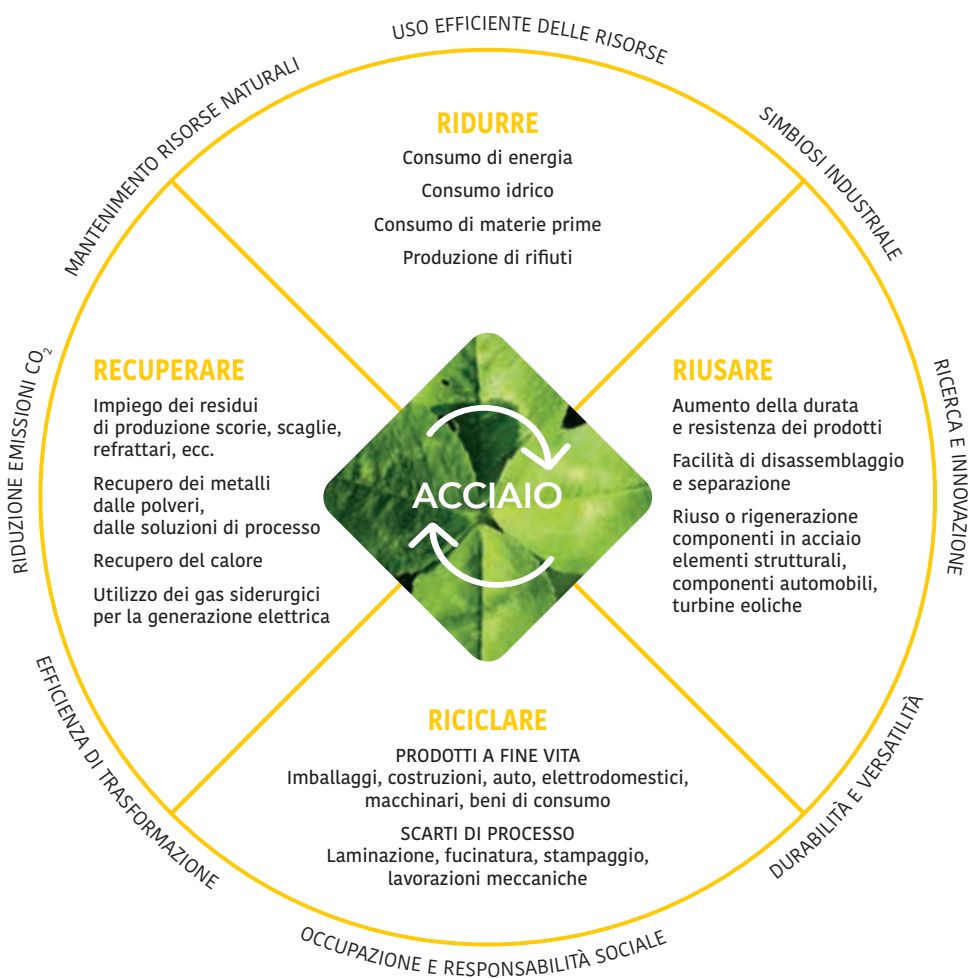 USO EFFICIENTE DELLE RISORSE
SIMBIOSI INDUSTRIALE
RICERCA E INNOVAZIONE
DURABILITÀ E VERSATILITÀ
OCCUPAZIONE E RESPONSABILITÀ SOCIALE
EFFICIENZA DI TRASFORMAZIONE
RIDUZIONE EMISSIONI CO₂
MANTENIMENTO RISORSE NATURALI
RIDURRE
Consumo di energia
Consumo idrico
Consumo di materie prime
Produzione di rifiuti
RECUPERARE
Impiego dei residui
di produzione scorie, scaglie,
refrattari, ecc.
Recupero dei metalli
dalle polveri,
dalle soluzioni di processo
Recupero del calore
Utilizzo dei gas siderurgici
per la generazione elettrica
ACCIAIO
RIUSARE
Aumento della durata
e resistenza dei prodotti
Facilità di disassemblaggio
e separazione
Riuso o rigenerazione
componenti in acciaio
elementi strutturali,
componenti automobili,
turbine eoliche
RICICLARE
PRODOTTI A FINE VITA
Imballaggi, costruzioni, auto, elettrodomestici,
macchinari, beni di consumo
SCARTI DI PROCESSO
Laminazione, fucinatura, stampaggio,
lavorazioni meccaniche